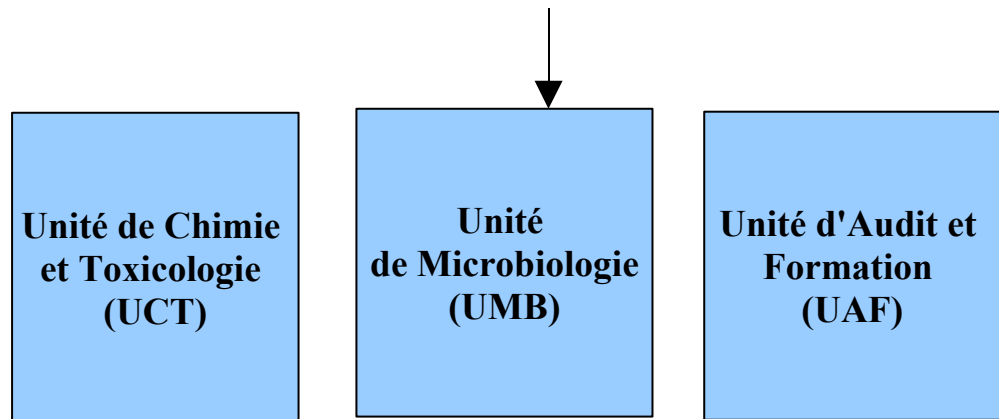 Unité de Chimie
et Toxicologie
(UCT)
Unité
de Microbiologie
(UMB)
Unité d'Audit et
Formation
(UAF)